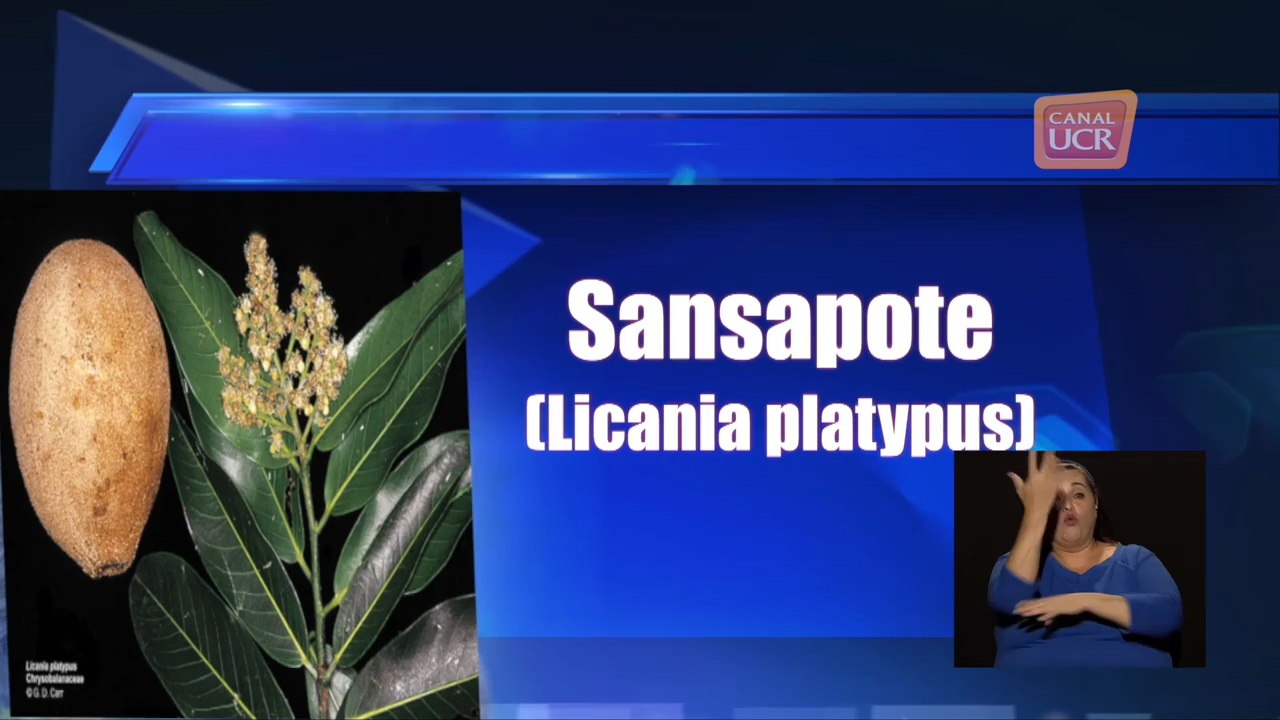 CANAL
UCR
Sansapote
(Licania platypus)
Licania platypus
Chrysobalanaceae
© G. D. Carr